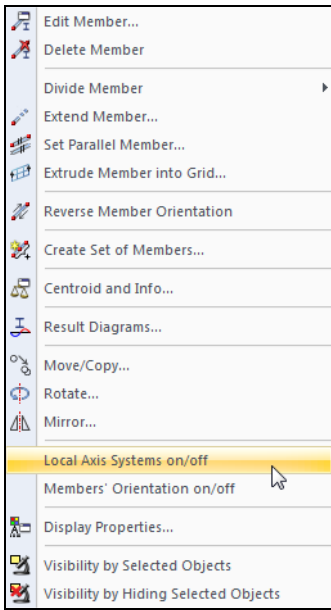 Edit Member...
Delete Member
Divide Member
Extend Member...
Set Parallel Member...
Extrude Member into Grid...
Reverse Member Orientation
Create Set of Members...
Centroid and Info...
Result Diagrams...
Move/Copy...
Rotate...
Mirror...
Local Axis Systems on/off
Members' Orientation on/off
Display Properties...
Visibility by Selected Objects
Visibility by Hiding Selected Objects